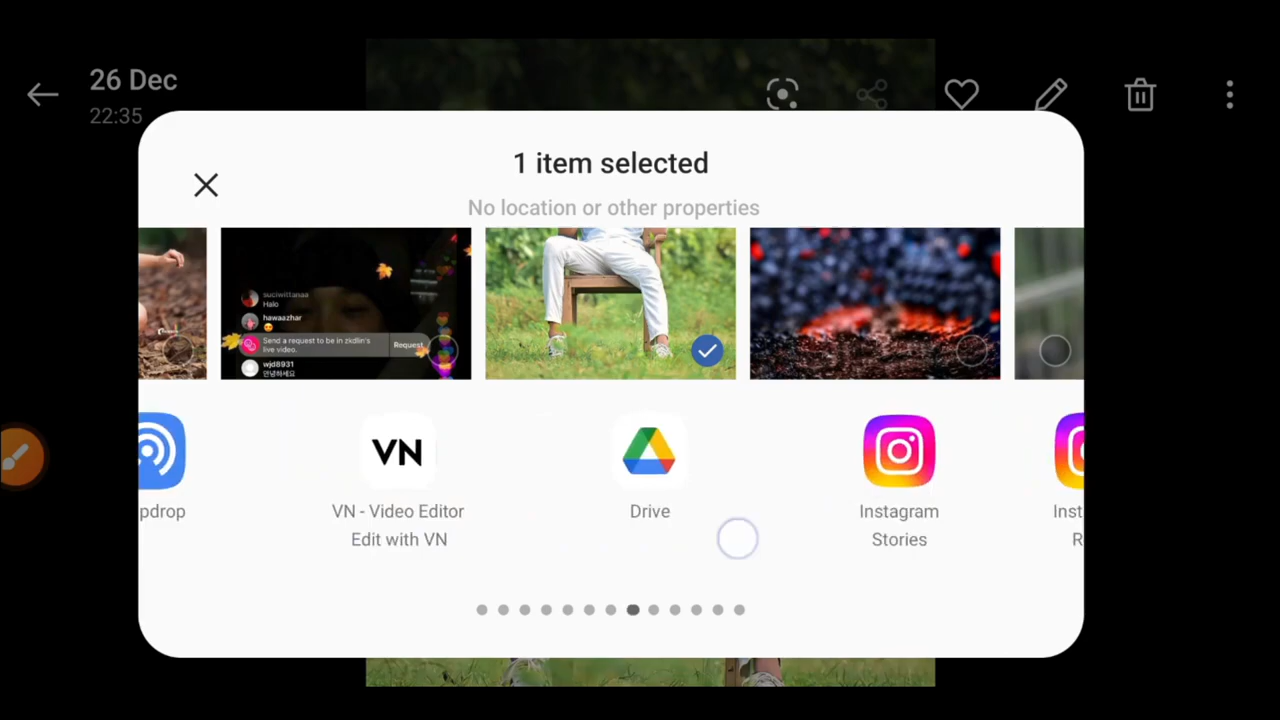 26 Dec
22:35
1 item selected
No location or other properties
suciwittanaa
Halo
hawaazhar
Send a request to be in zkdlin's
live video.
Request
wjd8931
안녕하세요
pdrop
VN
VN - Video Editor
Edit with VN
Drive
Instagram
Stories
Inst
R